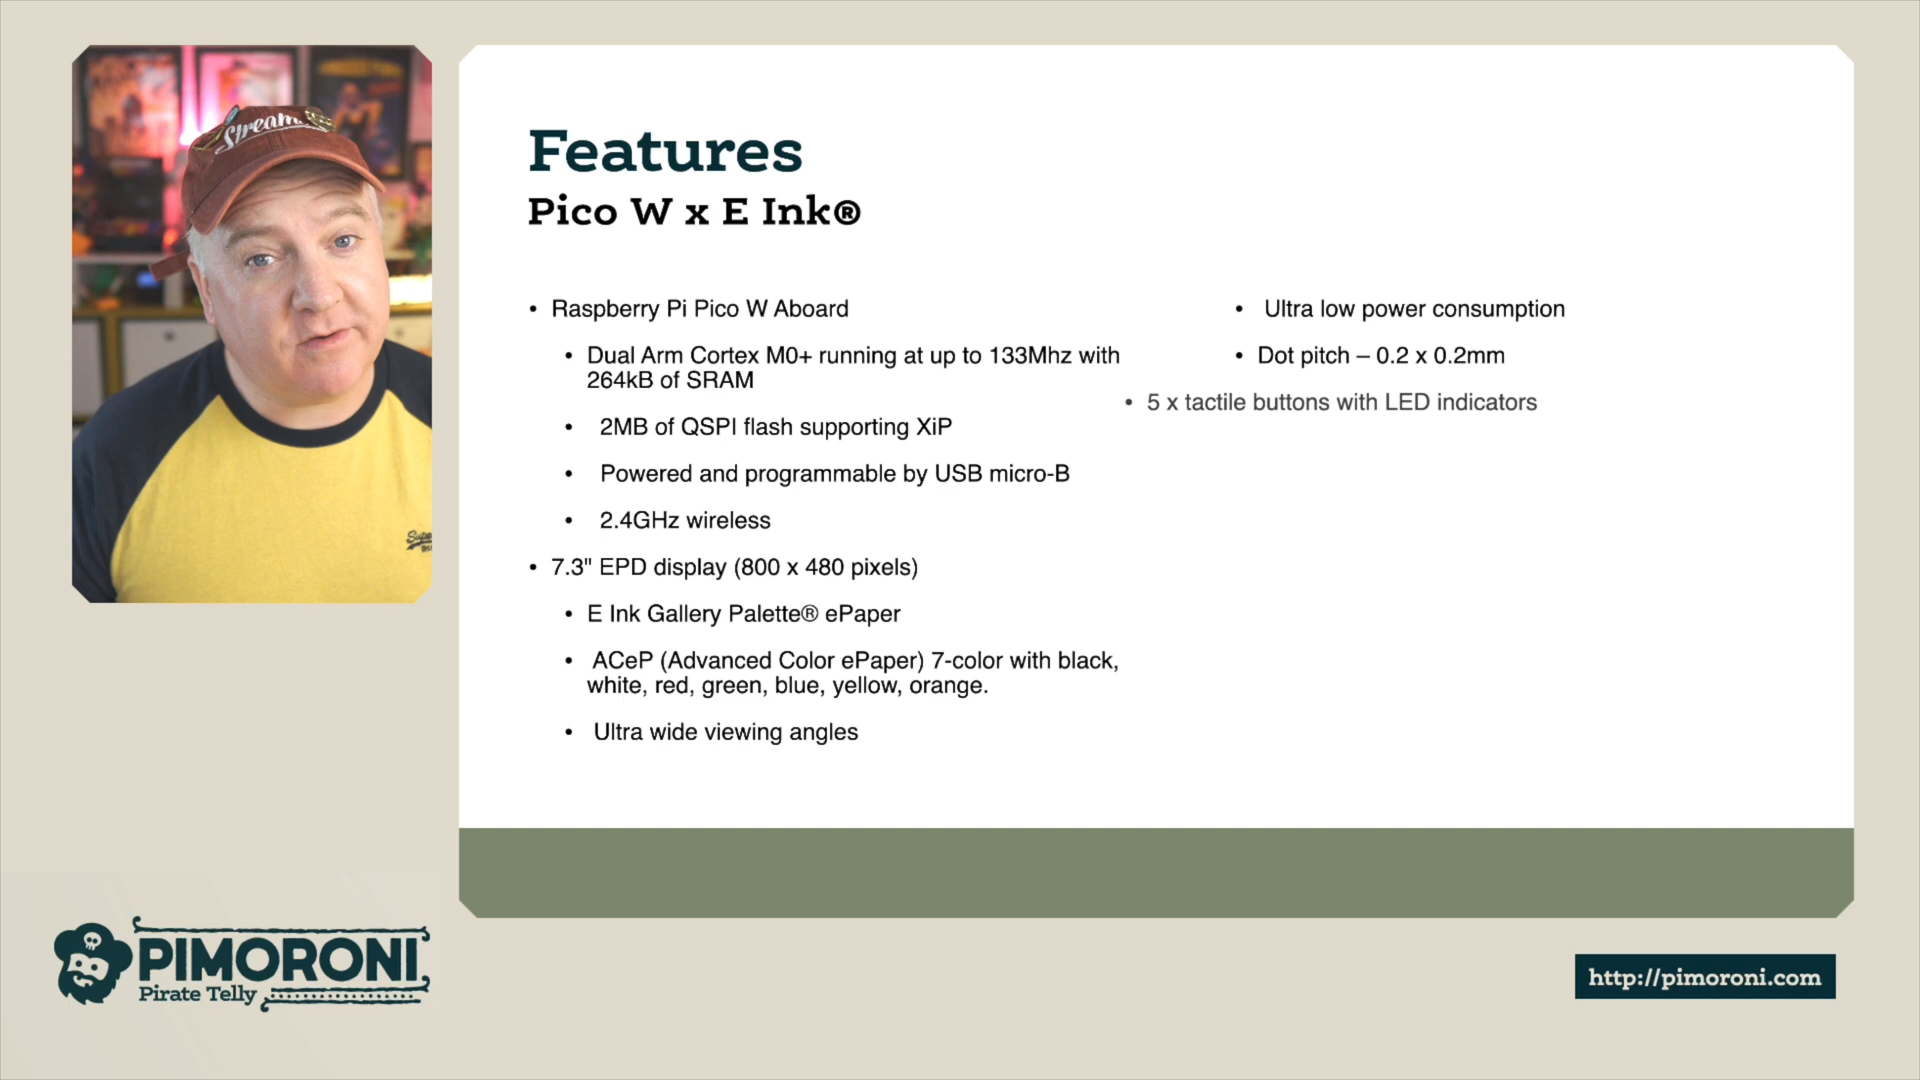 Stream
Features
Pico W x E Ink®
• Raspberry Pi Pico W Aboard
• Dual Arm Cortex M0+ running at up to 133Mhz with
264kB of SRAM
• 2MB of QSPI flash supporting XiP
• Powered and programmable by USB micro-B
• 2.4GHz wireless
• 7.3" EPD display (800 x 480 pixels)
• E Ink Gallery Palette® ePaper
• ACeP (Advanced Color ePaper) 7-color with black,
white, red, green, blue, yellow, orange.
• Ultra wide viewing angles
• Ultra low power consumption
• Dot pitch – 0.2 x 0.2mm
• 5 x tactile buttons with LED indicators
PIMORONI
Pirate Telly
http://pimoroni.com